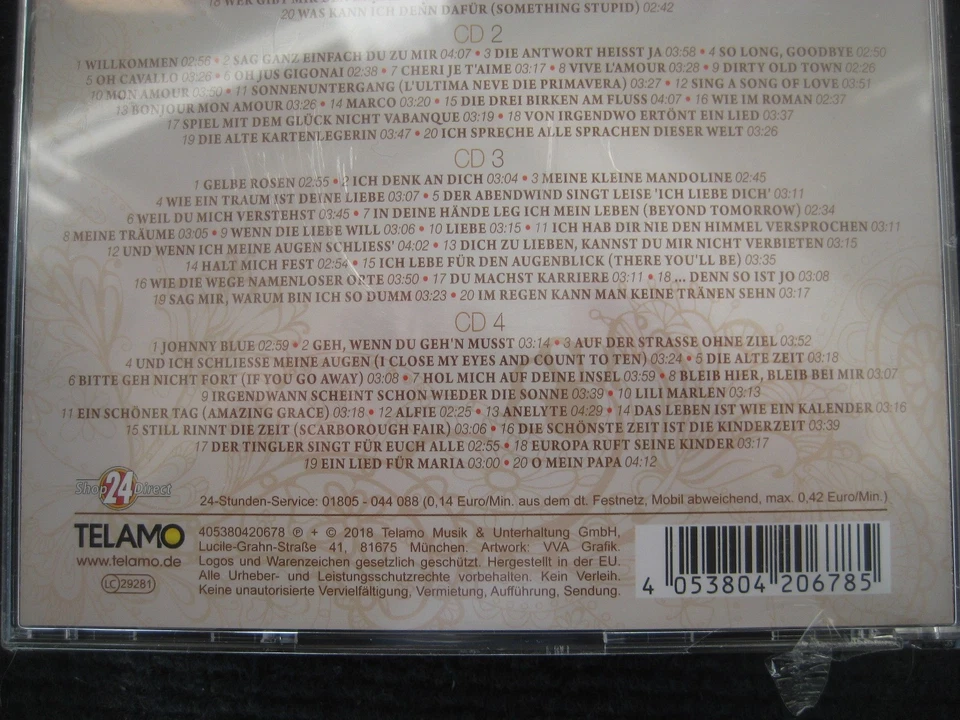 18 WER GIBT MIR DEN
20 WAS KANN ICH DENN DAFÜR (SOMETHING STUPID) 02:42
CD 2
1 WILLKOMMEN 02:56 • 2 SAG GANZ EINFACH DU ZU MIR 04:07 • 3 DIE ANTWORT HEISST JA 03:58 • 4 SO LONG, GOODBYE 02:50
5 OH CAVALLO 03:26 • 6 OH JUS GIGONAI 02:38 • 7 CHERI JE T'AIME 03:17 • 8 VIVE L'AMOUR 03:28 • 9 DIRTY OLD TOWN 02:26
10 MON AMOUR 03:50 • 11 SONNENUNTERGANG (L'ULTIMA NEVE DIE PRIMAVERA) 03:27 • 12 SING A SONG OF LOVE 03:51
13 BONJOUR MON AMOUR 03:26 • 14 MARCO 03:20 • 15 DIE DREI BIRKEN AM FLUSS 04:07 • 16 WIE IM ROMAN 02:37
17 SPIEL MIT DEM GLÜCK NICHT VABANQUE 03:19 • 18 VON IRGENDWO ERTÖNT EIN LIED 03:37
19 DIE ALTE KARTENLEGERIN 03:47 • 20 ICH SPRECHE ALLE SPRACHEN DIESER WELT 03:26
CD 3
1 GELBE ROSEN 02:55 • 2 ICH DENK AN DICH 03:04 • 3 MEINE KLEINE MANDOLINE 02:45
4 WIE EIN TRAUM IST DEINE LIEBE 03:07 • 5 DER ABENDWIND SINGT LEISE 'ICH LIEBE DICH' 03:11
6 WEIL DU MICH VERSTEHST 03:45 • 7 IN DEINE HÄNDE LEG ICH MEIN LEBEN (BEYOND TOMORROW) 02:34
8 MEINE TRÄUME 03:05 • 9 WENN DIE LIEBE WILL 03:06 • 10 LIEBE 03:15 • 11 ICH HAB DIR NIE DEN HIMMEL VERSPROCHEN 03:11
12 UND WENN ICH MEINE AUGEN SCHLIESS' 04:02 • 13 DICH ZU LIEBEN, KANNST DU MIR NICHT VERBIETEN 03:15
14 HALT MICH FEST 02:54 • 15 ICH LEBE FÜR DEN AUGENBLICK (THERE YOU'LL BE) 03:35
16 WIE DIE WEGE NAMENLOSER ORTE 03:50 • 17 DU MACHST KARRIERE 03:11 • 18 ... DENN SO IST JO 03:08
19 SAG MIR, WARUM BIN ICH SO DUMM 03:23 • 20 IM REGEN KANN MAN KEINE TRÄNEN SEHN 03:17
CD 4
1 JOHNNY BLUE 02:59 • 2 GEH, WENN DU GEH'N MUSST 03:14 • 3 AUF DER STRASSE OHNE ZIEL 03:52
4 UND ICH SCHLIESSE MEINE AUGEN (I CLOSE MY EYES AND COUNT TO TEN) 03:24 • 5 DIE ALTE ZEIT 03:18
6 BITTE GEH NICHT FORT (IF YOU GO AWAY) 03:08 • 7 HOL MICH AUF DEINE INSEL 03:59 • 8 BLEIB HIER, BLEIB BEI MIR 03:07
9 IRGENDWANN SCHEINT SCHON WIEDER DIE SONNE 03:39 • 10 LILI MARLEN 03:13
11 EIN SCHÖNER TAG (AMAZING GRACE) 03:18 • 12 ALFIE 02:25 • 13 ANELYTE 04:29 • 14 DAS LEBEN IST WIE EIN KALENDER 03:16
15 STILL RINNT DIE ZEIT (SCARBOROUGH FAIR) 03:06 • 16 DIE SCHÖNSTE ZEIT IST DIE KINDERZEIT 03:39
17 DER TINGLER SINGT FÜR EUCH ALLE 02:55 • 18 EUROPA RUFT SEINE KINDER 03:17
19 EIN LIED FÜR MARIA 03:00 • 20 O MEIN PAPA 04:12
Shop 24 Direct
24-Stunden-Service: 01805 - 044 088 (0,14 Euro/Min. aus dem dt. Festnetz, Mobil abweichend, max. 0,42 Euro/Min.)
TELAMO
www.telamo.de
LC 29281
405380420678 ℗ + © 2018 Telamo Musik & Unterhaltung GmbH,
Lucile-Grahn-Straße 41, 81675 München. Artwork: VVA Grafik.
Logos und Warenzeichen gesetzlich geschützt. Hergestellt in der EU.
Alle Urheber- und Leistungsschutzrechte vorbehalten. Kein Verleih.
Keine unautorisierte Vervielfältigung, Vermietung, Aufführung, Sendung.
4 053804 206785